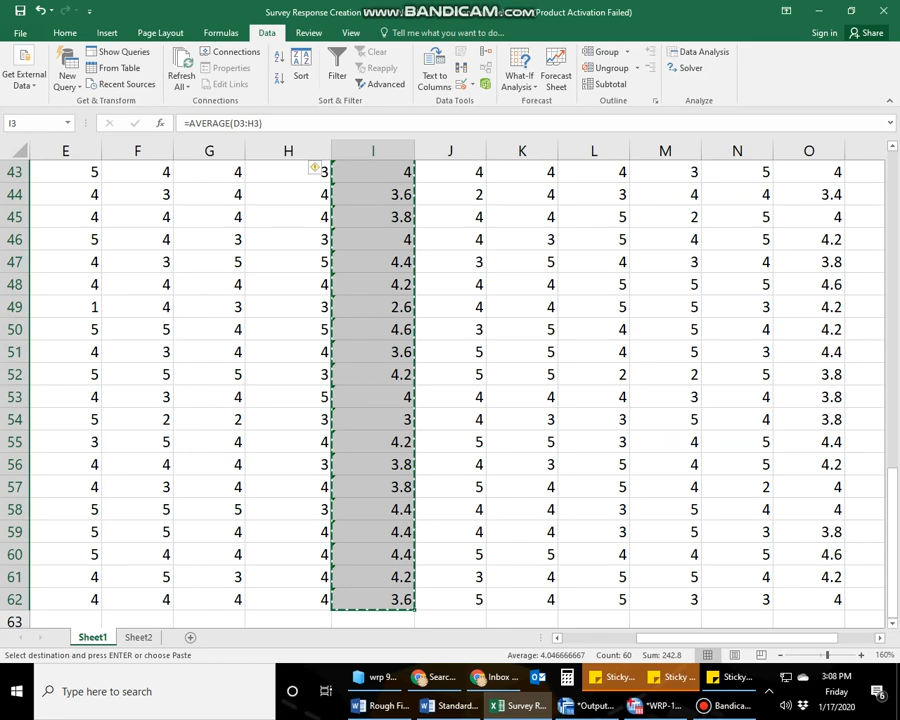 Survey Response Creation
www.BANDICAM.com
(Product Activation Failed)
File Home Insert Page Layout Formulas Data Review View Tell me what you want to do... Sign in Share
Get External Data
New Query
Show Queries
From Table
Recent Sources
Get & Transform
Refresh All
Connections
Properties
Edit Links
Connections
Sort
Filter
Clear
Reapply
Advanced
Sort & Filter
Text to Columns
Data Tools
What-If Analysis
Forecast Sheet
Forecast
Group
Ungroup
Subtotal
Outline
Data Analysis
Solver
Analyze
I3 fx =AVERAGE(D3:H3)
E F G H I J K L M N O
43 5 4 4 3 4 4 4 4 3 5 4
44 4 3 4 4 3.6 2 4 3 4 4 3.4
45 4 4 4 4 3.8 4 4 5 2 5 4
46 5 4 3 3 4 4 3 5 4 5 4.2
47 4 3 5 5 4.4 3 5 4 3 4 3.8
48 4 4 4 4 4.2 4 4 5 5 5 4.6
49 1 4 3 3 2.6 4 4 5 5 3 4.2
50 5 5 4 5 4.6 3 5 4 5 4 4.2
51 4 3 4 4 3.6 5 5 4 5 3 4.4
52 5 5 5 3 4.2 5 5 2 2 5 3.8
53 4 3 4 5 4 4 4 4 3 4 3.8
54 5 2 2 3 3 4 3 3 5 4 3.8
55 3 5 4 4 4.2 5 5 3 4 5 4.4
56 4 4 4 3 3.8 4 3 5 4 5 4.2
57 4 3 4 4 3.8 5 4 5 4 2 4
58 5 5 5 3 4.4 4 4 3 5 4 4
59 5 5 4 4 4.4 4 4 3 5 3 3.8
60 5 4 4 4 4.4 5 5 4 4 5 4.6
61 4 5 3 4 4.2 3 4 5 5 4 4.2
62 4 4 4 4 3.6 5 4 5 3 3 4
63
Sheet1 Sheet2
Select destination and press ENTER or choose Paste Average: 4.046666667 Count: 60 Sum: 242.8 160%
Type here to search
wrp 9... Searc... Inbox ... Sticky... Sticky ... Sticky...
Rough Fi... Standard... Survey R... *Output... *WRP-1... Bandica...
3:08 PM
Friday
1/17/2020
6